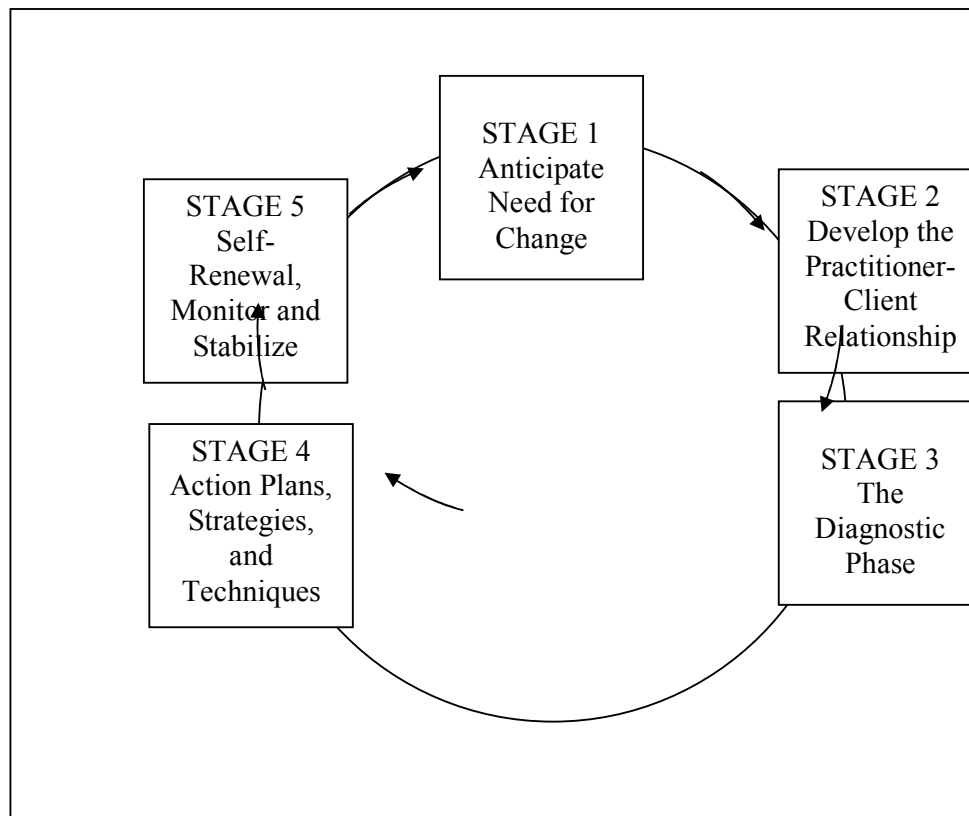 STAGE 1
Anticipate
Need for
Change
STAGE 2
Develop the
Practitioner-
Client
Relationship
STAGE 3
The
Diagnostic
Phase
STAGE 4
Action Plans,
Strategies,
and
Techniques
STAGE 5
Self-
Renewal,
Monitor and
Stabilize